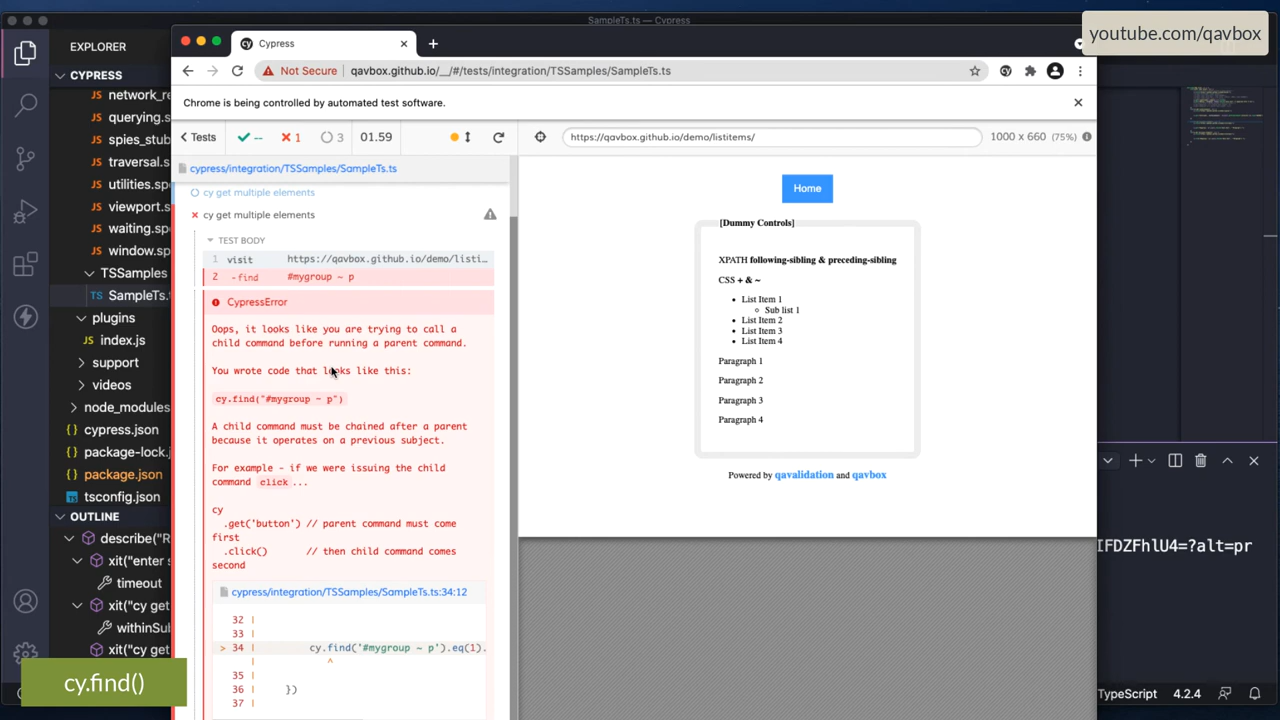 SampleTs.ts — Cypress
youtube.com/qavbox
EXPLORER
CYPRESS
network_re
querying.s
spies_stub
traversal.s
utilities.sp
viewport.s
waiting.sp
window.sp
TSSamples
TS SampleTs.t
plugins
index.js
support
videos
node_modules
cypress.json
package-lock.j
package.json
tsconfig.json
OUTLINE
describe("R
xit("enter s
timeout
xit("cy get
withinSub
xit("cy get
Cypress
Not Secure qavbox.github.io/__/#/tests/integration/TSSamples/SampleTs.ts
Chrome is being controlled by automated test software.
Tests -- 1 3 01.59
https://qavbox.github.io/demo/listitems/ 1000 x 660 (75%)
cypress/integration/TSSamples/SampleTs.ts
cy get multiple elements
cy get multiple elements
TEST BODY
1 visit https://qavbox.github.io/demo/listi...
2 -find #mygroup ~ p
CypressError
Oops, it looks like you are trying to call a
child command before running a parent command.
You wrote code that looks like this:
cy.find("#mygroup ~ p")
A child command must be chained after a parent
because it operates on a previous subject.
For example - if we were issuing the child
command click...
cy
.get('button') // parent command must come
first
.click() // then child command comes
second
cypress/integration/TSSamples/SampleTs.ts:34:12
32 |
33 |
> 34 | cy.find('#mygroup ~ p').eq(1).
| ^
35 |
36 | })
37 |
Home
[Dummy Controls]
XPATH following-sibling & preceding-sibling
CSS + & ~
List Item 1
Sub list 1
List Item 2
List Item 3
List Item 4
Paragraph 1
Paragraph 2
Paragraph 3
Paragraph 4
Powered by qavalidation and qavbox
IFDZFhlU4=?alt=pr
TypeScript 4.2.4
cy.find()